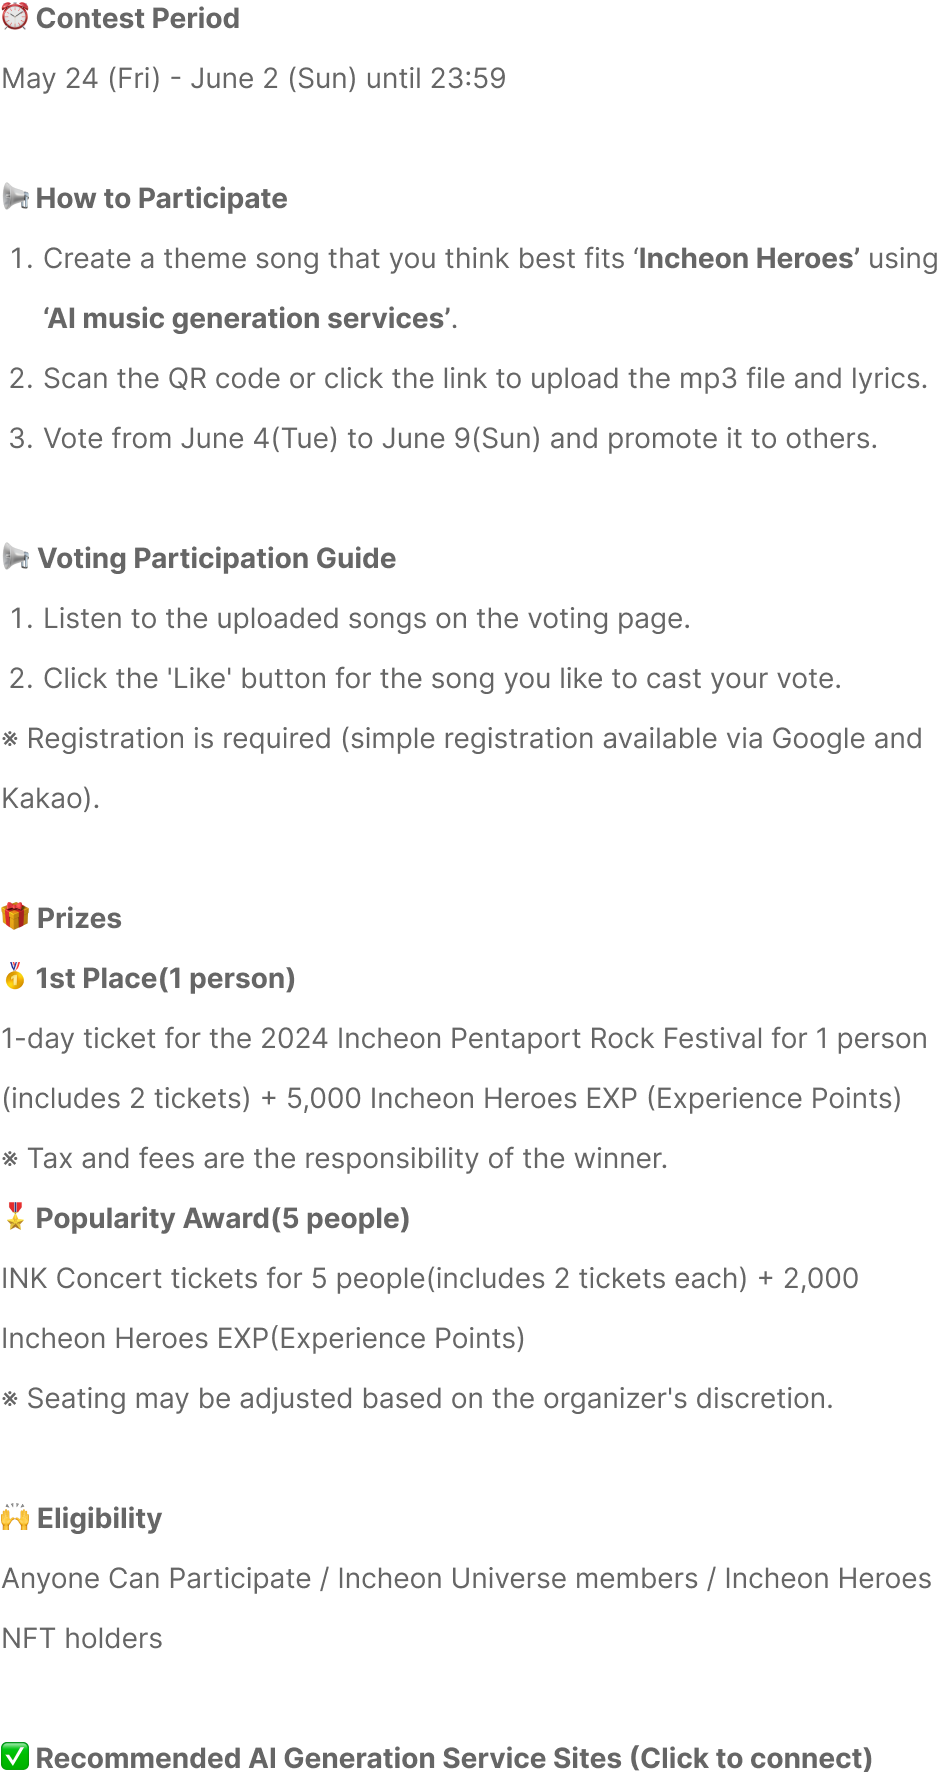 ⏰ Contest Period
May 24 (Fri) - June 2 (Sun) until 23:59
📢 How to Participate
1. Create a theme song that you think best fits ‘Incheon Heroes’ using
‘AI music generation services’.
2. Scan the QR code or click the link to upload the mp3 file and lyrics.
3. Vote from June 4(Tue) to June 9(Sun) and promote it to others.
📢 Voting Participation Guide
1. Listen to the uploaded songs on the voting page.
2. Click the 'Like' button for the song you like to cast your vote.
※ Registration is required (simple registration available via Google and
Kakao).
🎁 Prizes
🥇 1st Place(1 person)
1-day ticket for the 2024 Incheon Pentaport Rock Festival for 1 person
(includes 2 tickets) + 5,000 Incheon Heroes EXP (Experience Points)
※ Tax and fees are the responsibility of the winner.
🎖 Popularity Award(5 people)
INK Concert tickets for 5 people(includes 2 tickets each) + 2,000
Incheon Heroes EXP(Experience Points)
※ Seating may be adjusted based on the organizer's discretion.
🙌 Eligibility
Anyone Can Participate / Incheon Universe members / Incheon Heroes
NFT holders
✅ Recommended AI Generation Service Sites (Click to connect)